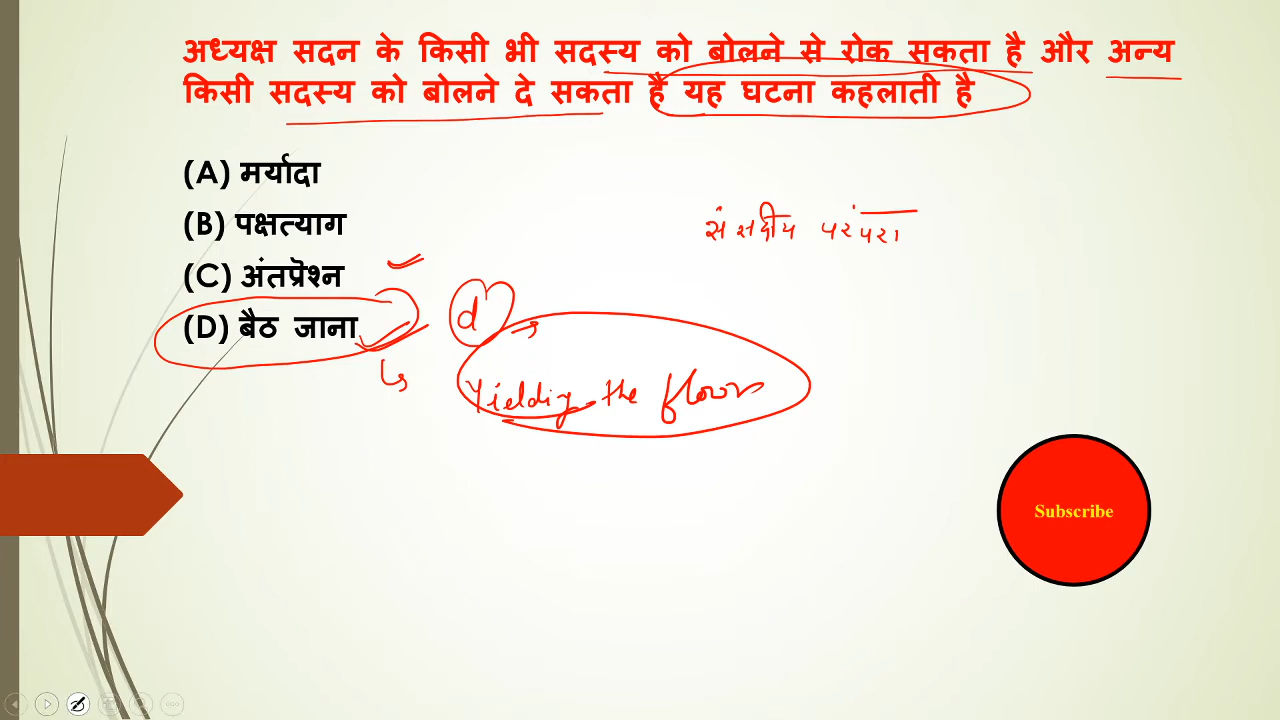 अध्यक्ष सदन के किसी भी सदस्य को बोलने से रोक सकता है और अन्य
किसी सदस्य को बोलने दे सकता है यह घटना कहलाती है
(A) मर्यादा
(B) पक्षत्याग
संसदीय परंपरा
(C) अंतप्रॆश्न
(D) बैठ जाना
d
Yielding the floor
Subscribe